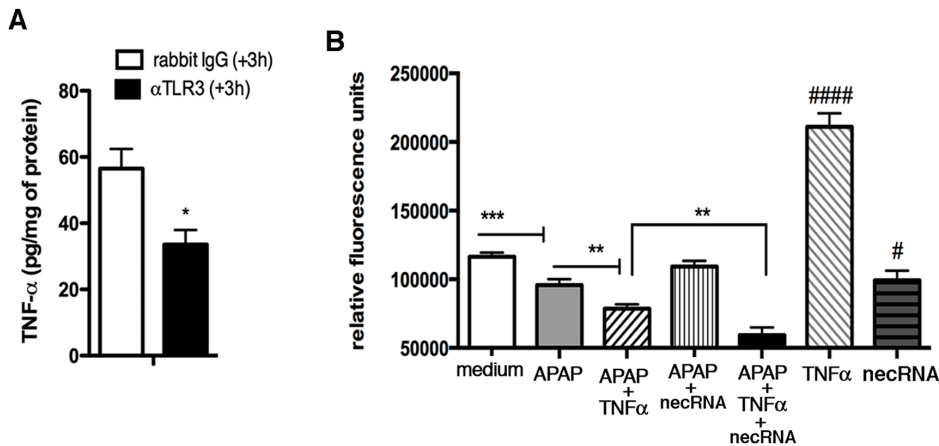 A
rabbit IgG (+3h)
αTLR3 (+3h)
TNF-α (pg/mg of protein)
80
60
40
20
0
*
B
relative fluorescence units
250000
200000
150000
100000
50000
***
**
**
####
#
medium
APAP
APAP
+
TNFα
APAP
+
necRNA
APAP
+
TNFα
+
necRNA
TNFα
necRNA